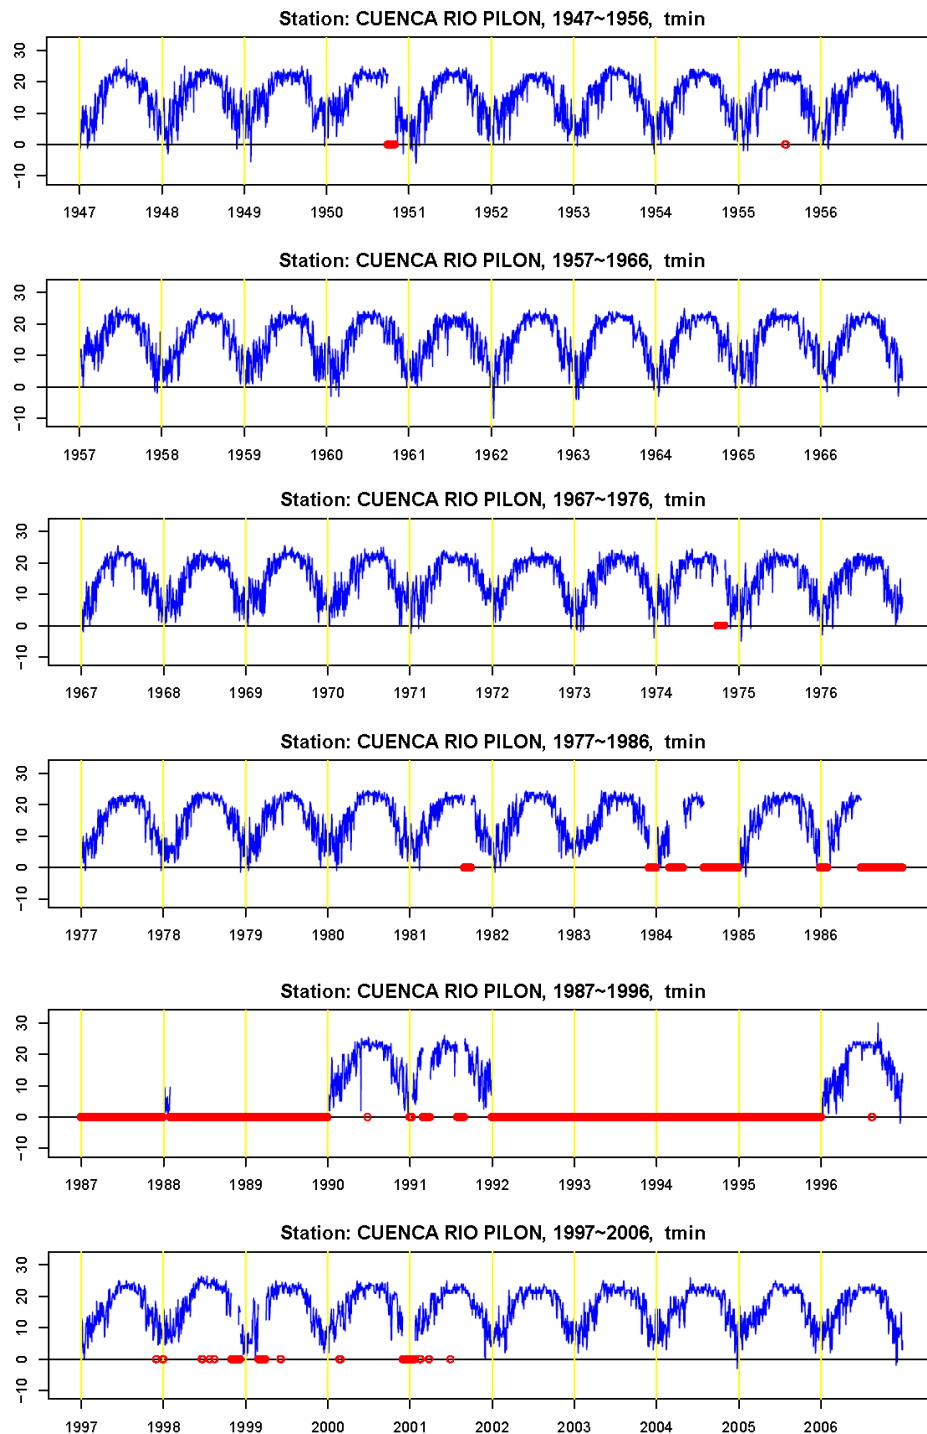 Station: CUENCA RIO PILON, 1947~1956, tmin
30
20
10
0
-10
1947 1948 1949 1950 1951 1952 1953 1954 1955 1956
Station: CUENCA RIO PILON, 1957~1966, tmin
30
20
10
0
-10
1957 1958 1959 1960 1961 1962 1963 1964 1965 1966
Station: CUENCA RIO PILON, 1967~1976, tmin
30
20
10
0
-10
1967 1968 1969 1970 1971 1972 1973 1974 1975 1976
Station: CUENCA RIO PILON, 1977~1986, tmin
30
20
10
0
-10
1977 1978 1979 1980 1981 1982 1983 1984 1985 1986
Station: CUENCA RIO PILON, 1987~1996, tmin
30
20
10
0
-10
1987 1988 1989 1990 1991 1992 1993 1994 1995 1996
Station: CUENCA RIO PILON, 1997~2006, tmin
30
20
10
0
-10
1997 1998 1999 2000 2001 2002 2003 2004 2005 2006